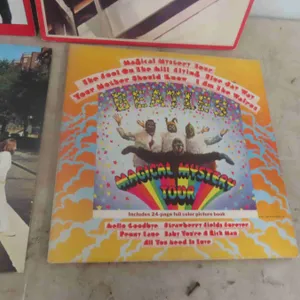 Magical Mystery Tour
The Fool On The Hill Flying Blue Jay Way
Your Mother Should Know I Am The Walrus
BEATLES
MAGICAL MYSTERY
TOUR
Includes 24-page full color picture book
Hello Goodbye Strawberry Fields Forever
Penny Lane Baby You're A Rich Man
All You Need Is Love